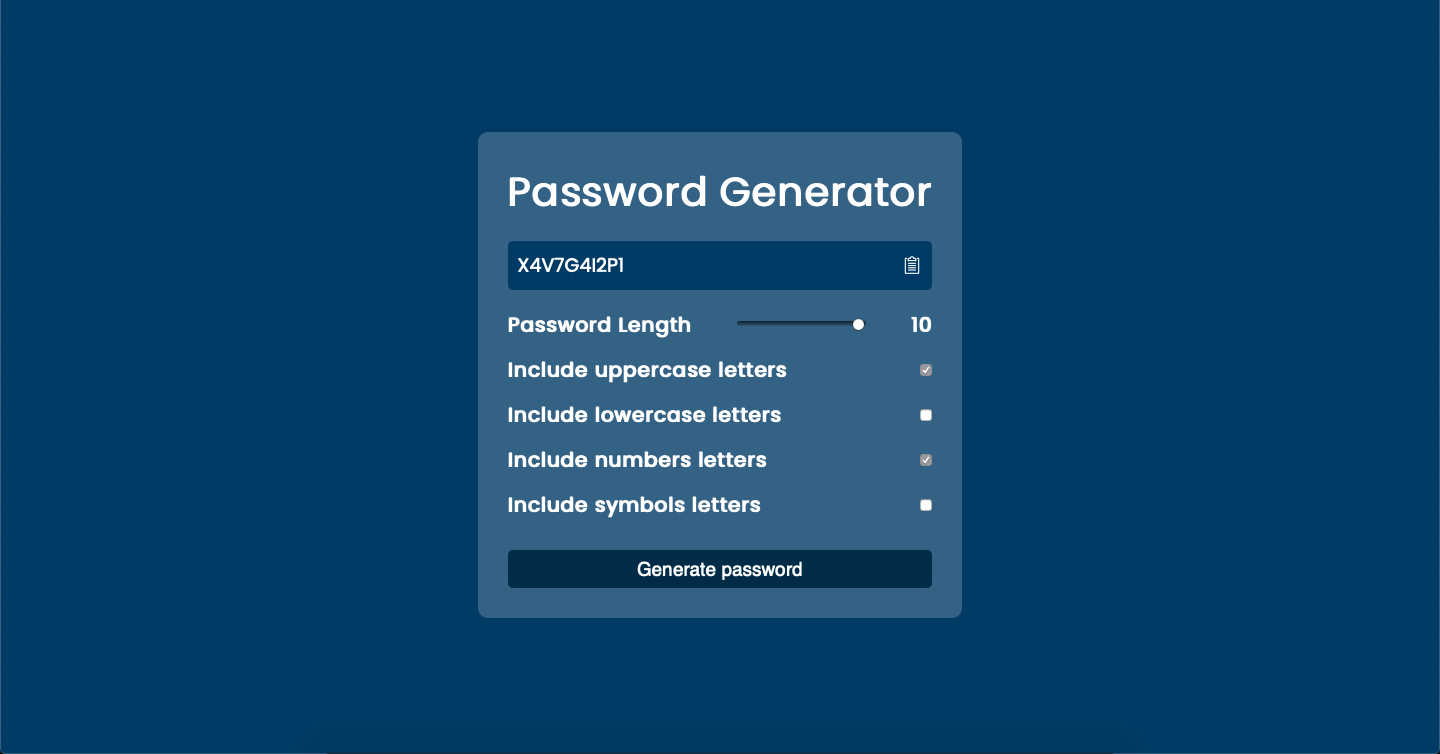 Password Generator
X4V7G4I2P1
Password Length 10
Include uppercase letters
Include lowercase letters
Include numbers letters
Include symbols letters
Generate password